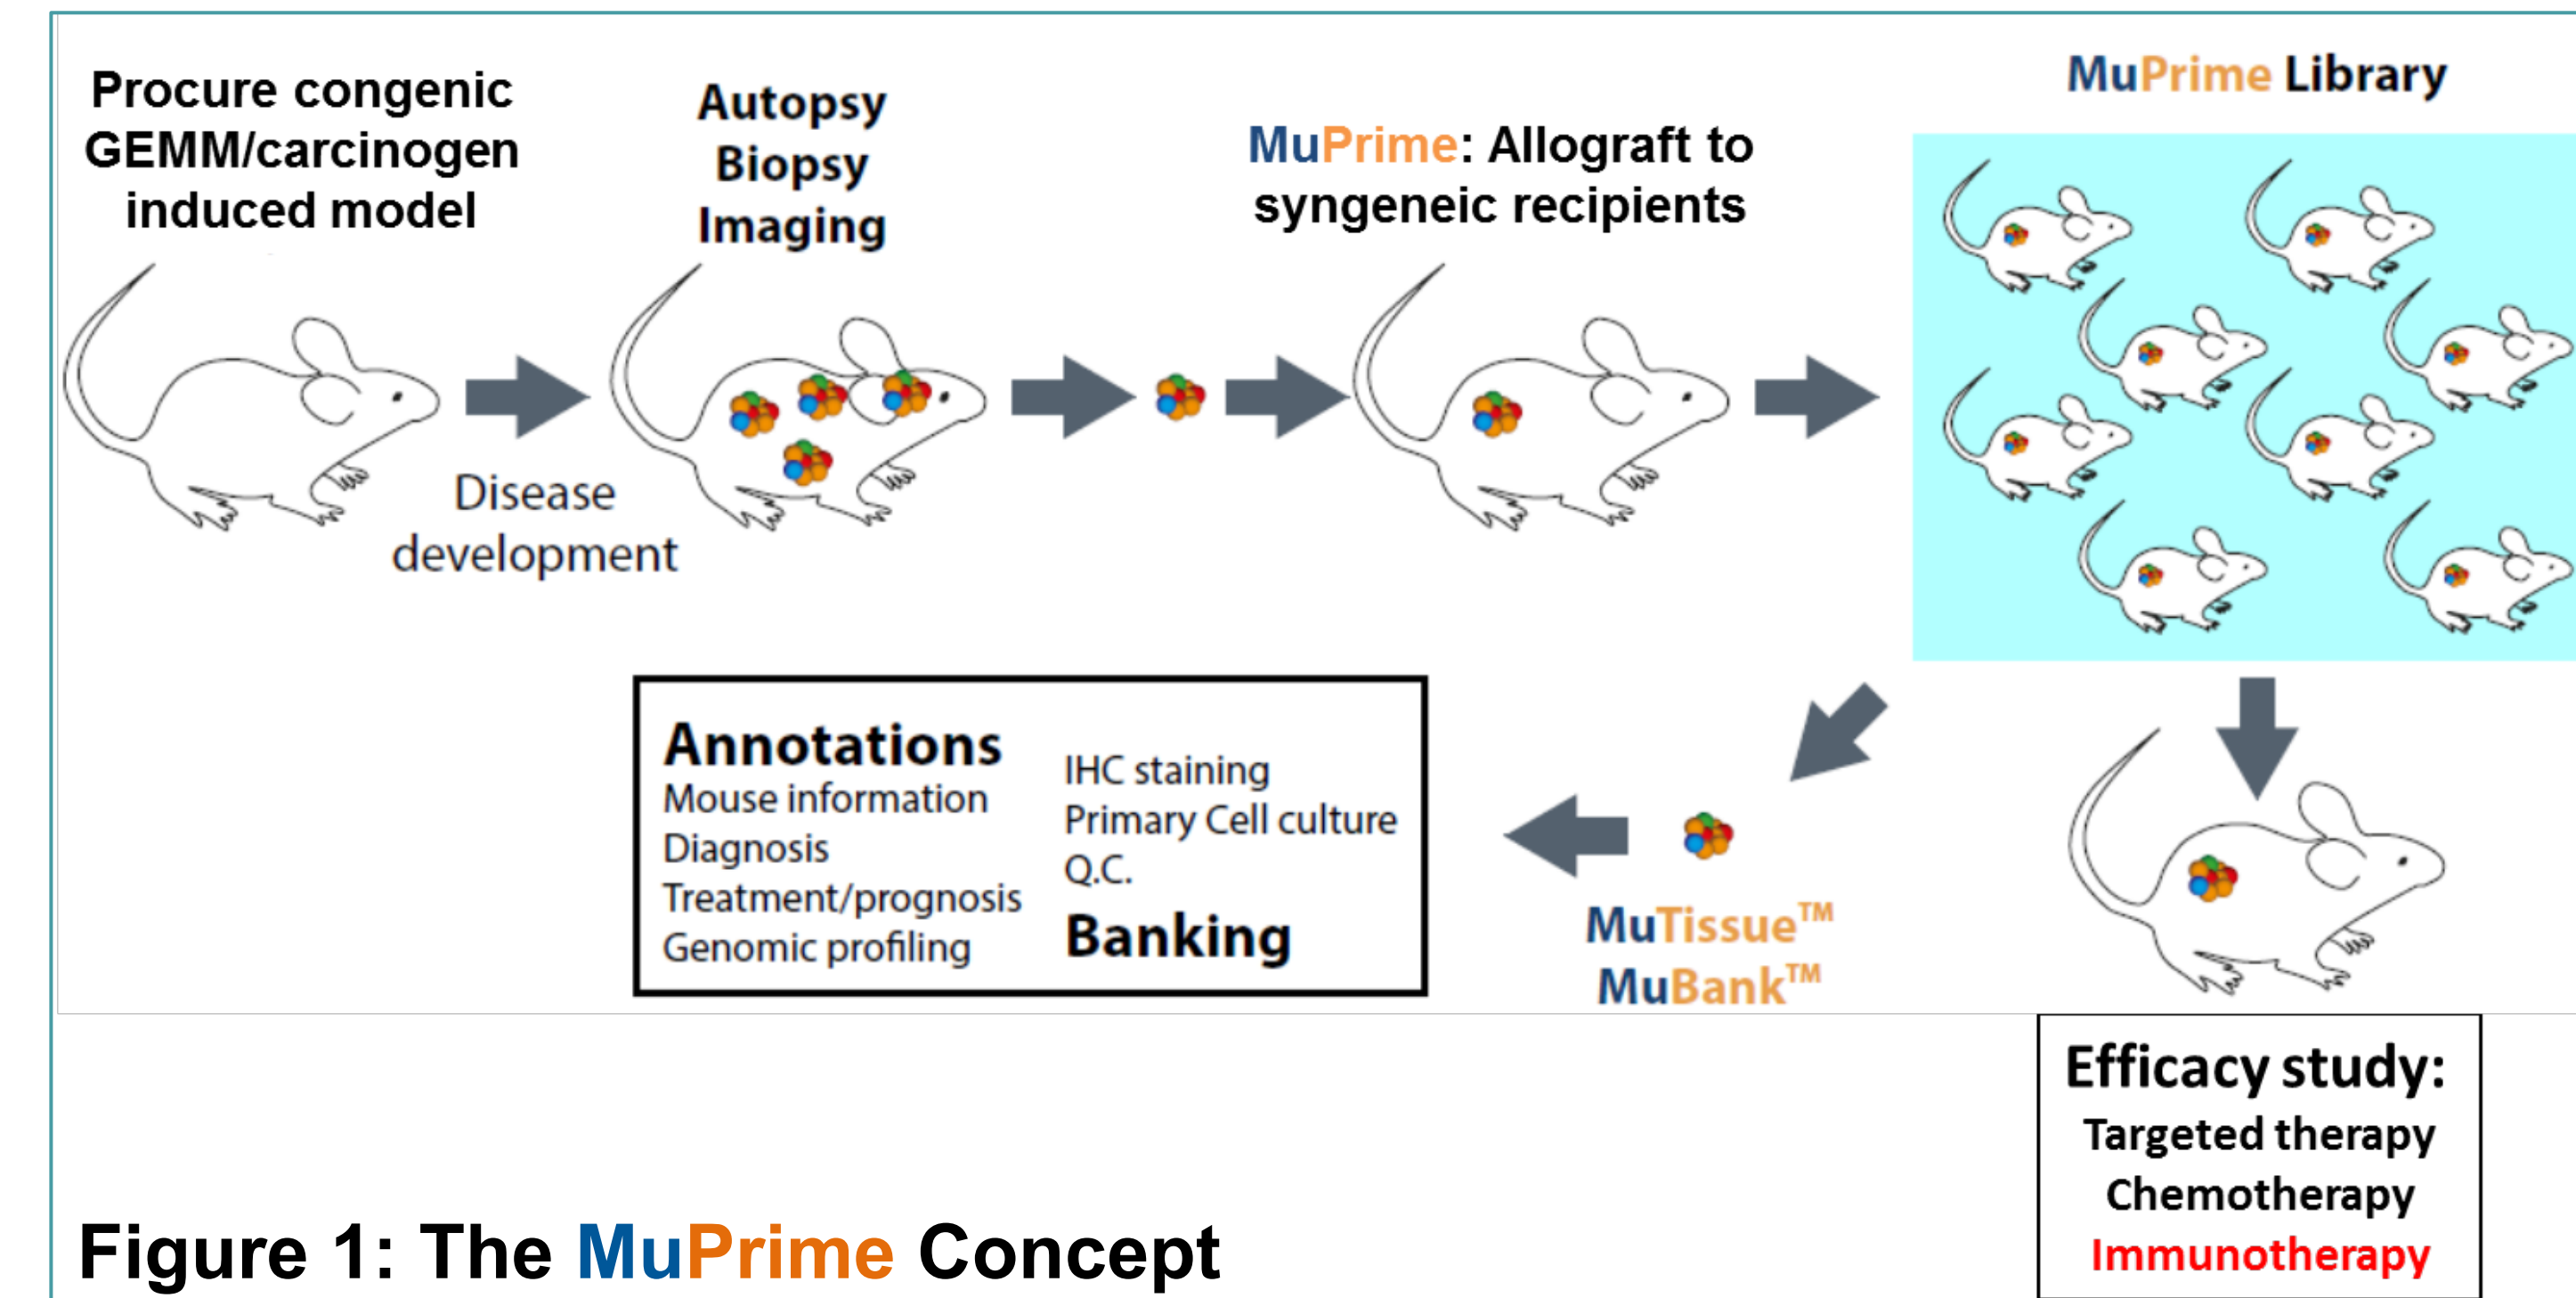 Procure congenic
GEMM/carcinogen
induced model
Autopsy
Biopsy
Imaging
MuPrime: Allograft to
syngeneic recipients
MuPrime Library
Disease
development
Annotations
Mouse information
Diagnosis
Treatment/prognosis
Genomic profiling
IHC staining
Primary Cell culture
Q.C.
Banking
MuTissue™
MuBank™
Efficacy study:
Targeted therapy
Chemotherapy
Immunotherapy
Figure 1: The MuPrime Concept